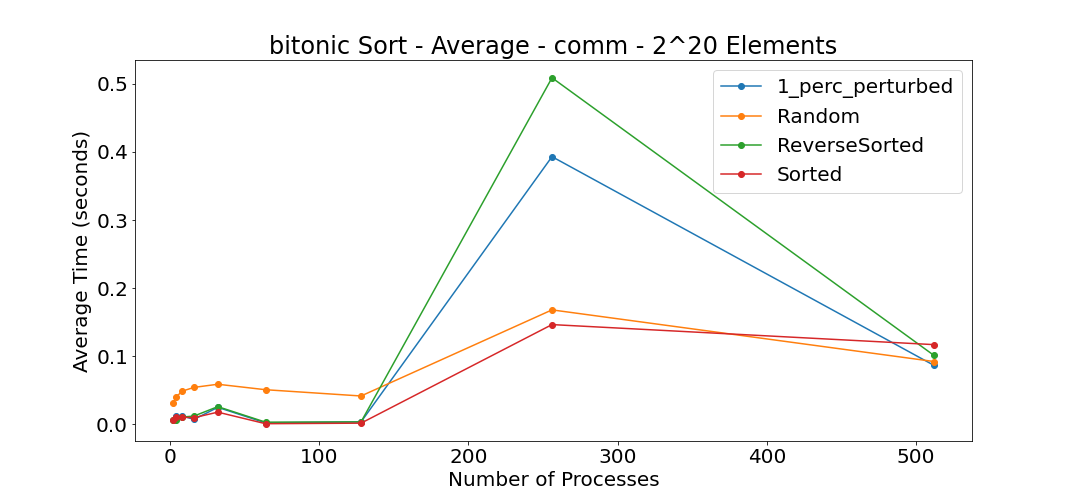 bitonic Sort - Average - comm - 2^20 Elements
Average Time (seconds)
0.5
0.4
0.3
0.2
0.1
0.0
1_perc_perturbed
Random
ReverseSorted
Sorted
0 100 200 300 400 500
Number of Processes